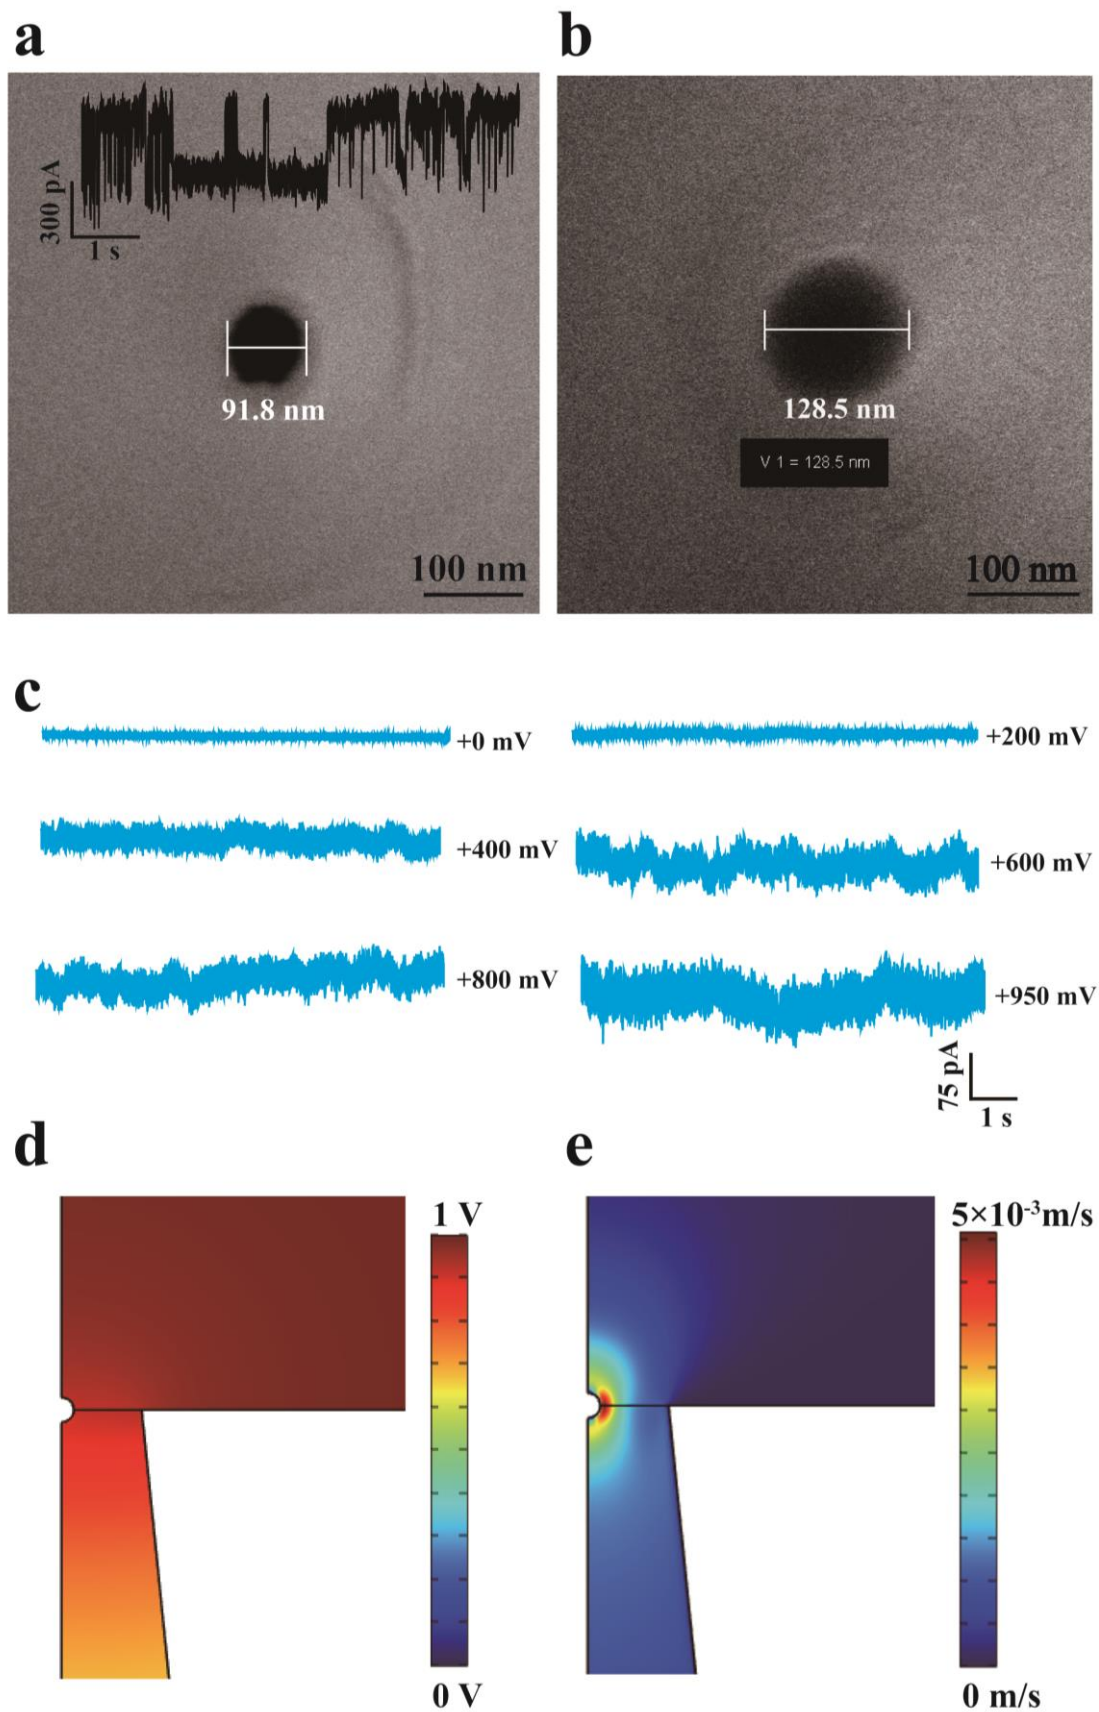 a
b
300 pA
1 s
91.8 nm
128.5 nm
V 1 = 128.5 nm
100 nm
100 nm
c
+0 mV
+200 mV
+400 mV
+600 mV
+800 mV
+950 mV
75 pA
1 s
d
e
1 V
5×10⁻³m/s
0 V
0 m/s